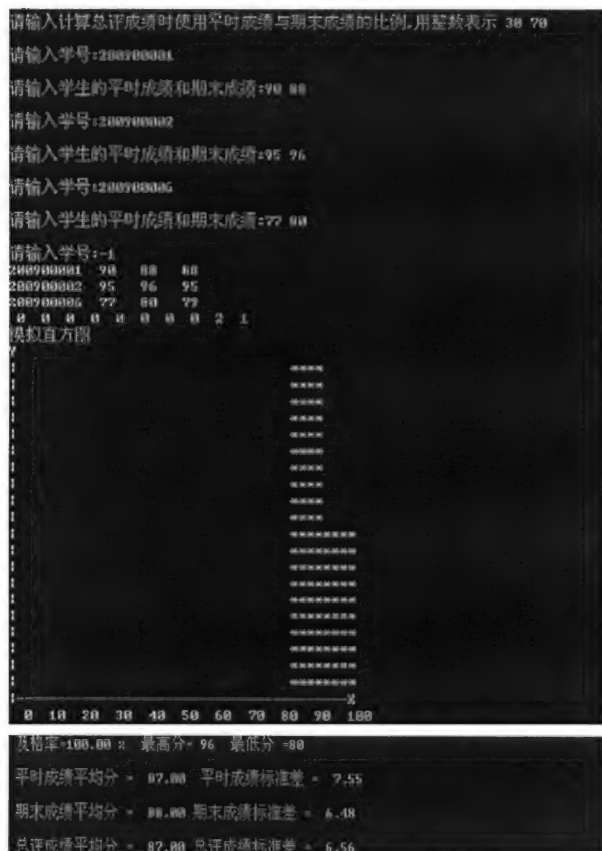 请输入计算总评成绩时使用平时成绩与期末成绩的比例,用整数表示 30 70
请输入学号:200900001
请输入学生的平时成绩和期末成绩:90 88
请输入学号:200900002
请输入学生的平时成绩和期末成绩:95 96
请输入学号:200900006
请输入学生的平时成绩和期末成绩:77 80
请输入学号:-1
200900001 90 88 88
200900002 95 96 95
200900006 77 80 79
0 0 0 0 0 0 0 0 2 1
模拟直方图
Y
****
****
****
****
****
****
****
****
****
****
********
********
********
********
********
********
********
********
********
********
X
0 10 20 30 40 50 60 70 80 90 100
及格率=100.00 % 最高分= 96 最低分 =80
平时成绩平均分 = 87.00 平时成绩标准差 = 7.55
期末成绩平均分 = 88.00 期末成绩标准差 = 6.48
总评成绩平均分 = 87.00 总评成绩标准差 = 6.56